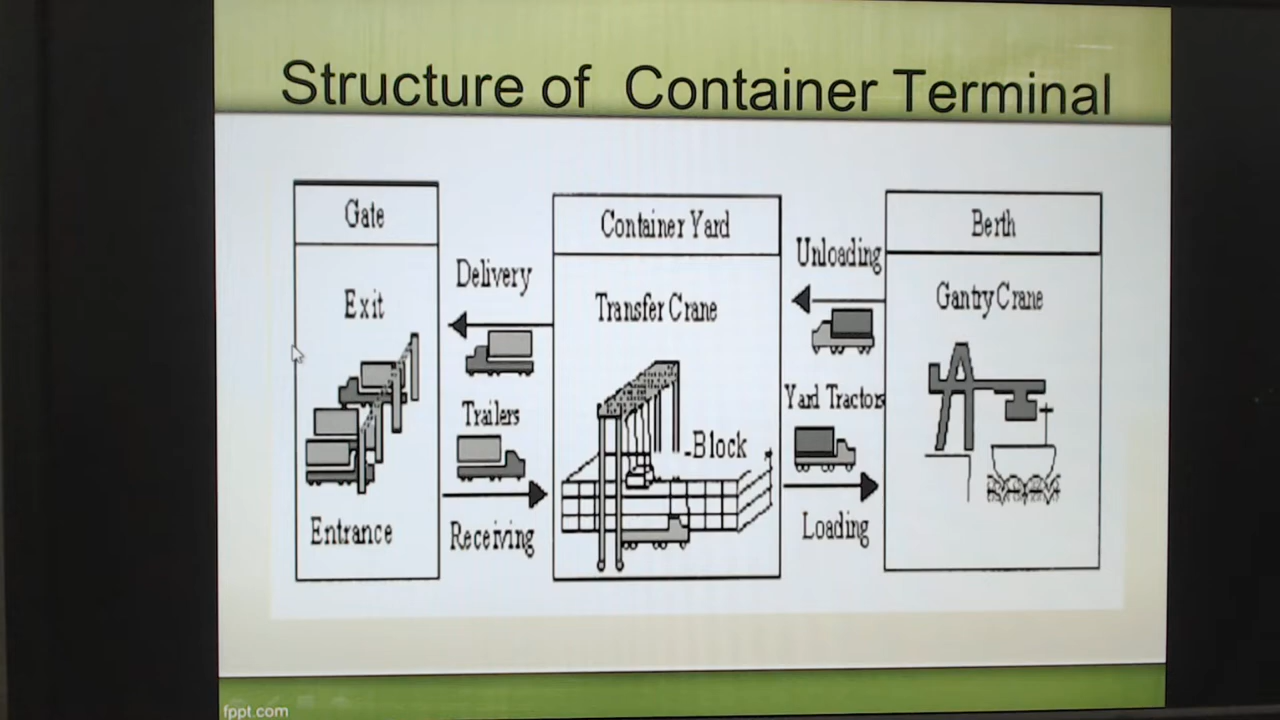 Structure of Container Terminal
Gate
Exit
Entrance
Delivery
Trailers
Receiving
Container Yard
Transfer Crane
-Block
Unloading
Yard Tractors
Loading
Berth
Gantry Crane
fppt.com